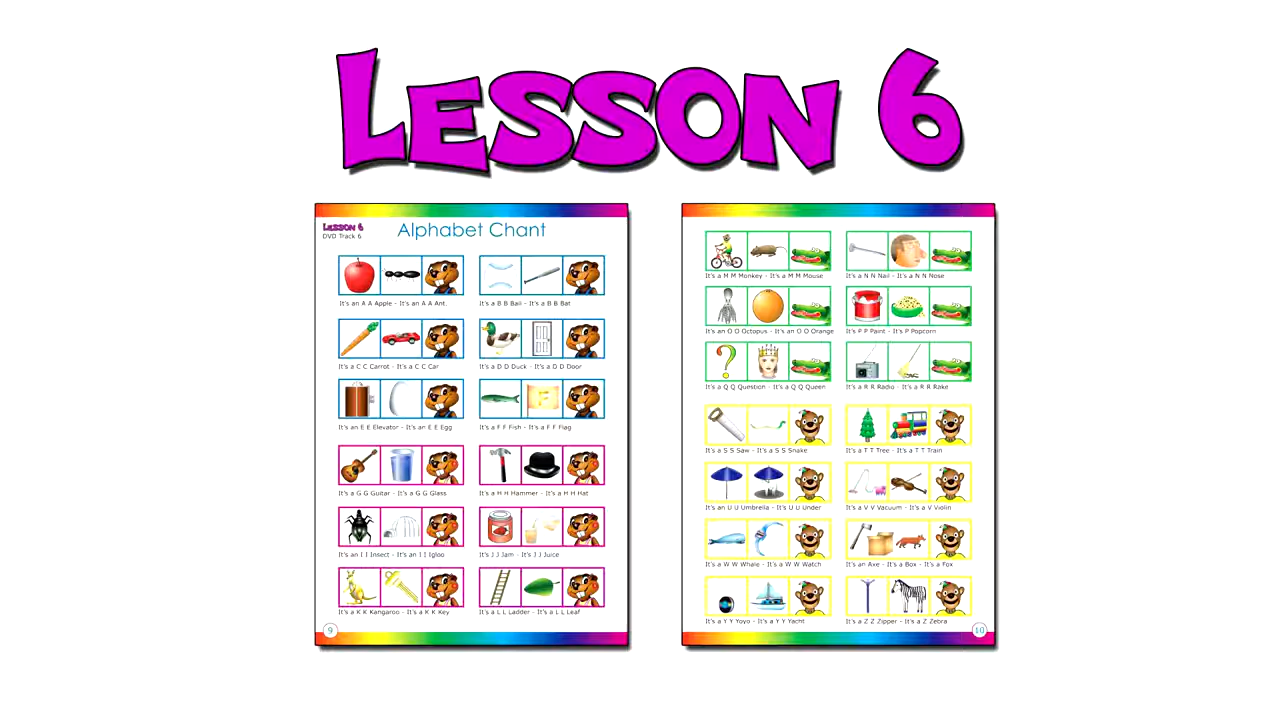 LESSON 6
LESSON 6
DVD Track 6
Alphabet Chant
It's an A A Apple - It's an A A Ant.
It's a B B Ball - It's a B B Bat
It's a C C Carrot - It's a C C Car
It's a D D Duck - It's a D D Door
It's an E E Elevator - It's an E E Egg
It's a F F Fish - It's a F F Flag
It's a G G Guitar - It's a G G Glass
It's a H H Hammer - It's a H H Hat
It's an I I Insect - It's an I I Igloo
It's J J Jam - It's J J Juice
It's a K K Kangaroo - It's a K K Key
It's a L L Ladder - It's a L L Leaf
9
It's a M M Monkey - It's a M M Mouse
It's a N N Nail - It's a N N Nose
It's an O O Octopus - It's an O O Orange
It's P P Paint - It's P Popcorn
It's a Q Q Question - It's a Q Q Queen
It's a R R Radio - It's a R R Rake
It's a S S Saw - It's a S S Snake
It's a T T Tree - It's a T T Train
It's an U U Umbrella - It's U U Under
It's a V V Vacuum - It's a V Violin
It's a W W Whale - It's a W W Watch
It's an Axe - It's a Box - It's a Fox
It's a Y Y Yoyo - It's a Y Y Yacht
It's a Z Z Zipper - It's a Z Zebra
10